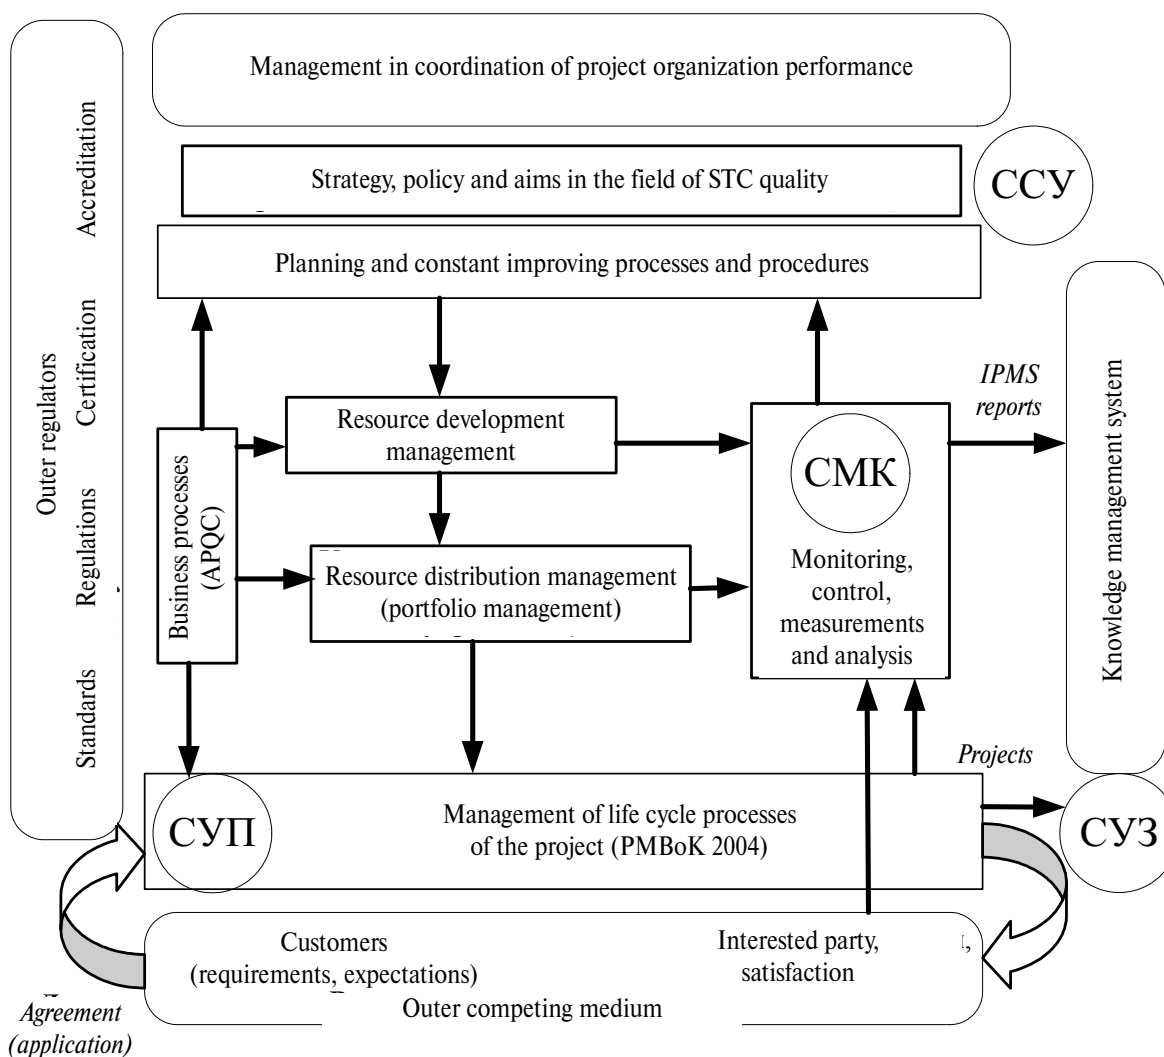 Management in coordination of project organization performance
Strategy, policy and aims in the field of STC quality
ССУ
Planning and constant improving processes and procedures
Outer regulators
Accreditation
Certification
Regulations
Standards
Business processes
(APQC)
Resource development
management
Resource distribution management
(portfolio management)
СМК
Monitoring,
control,
measurements
and analysis
IPMS
reports
Knowledge management system
Projects
СУП
Management of life cycle processes
of the project (PMBoK 2004)
СУЗ
Customers
(requirements, expectations)
Interested party,
satisfaction
Outer competing medium
Agreement
(application)